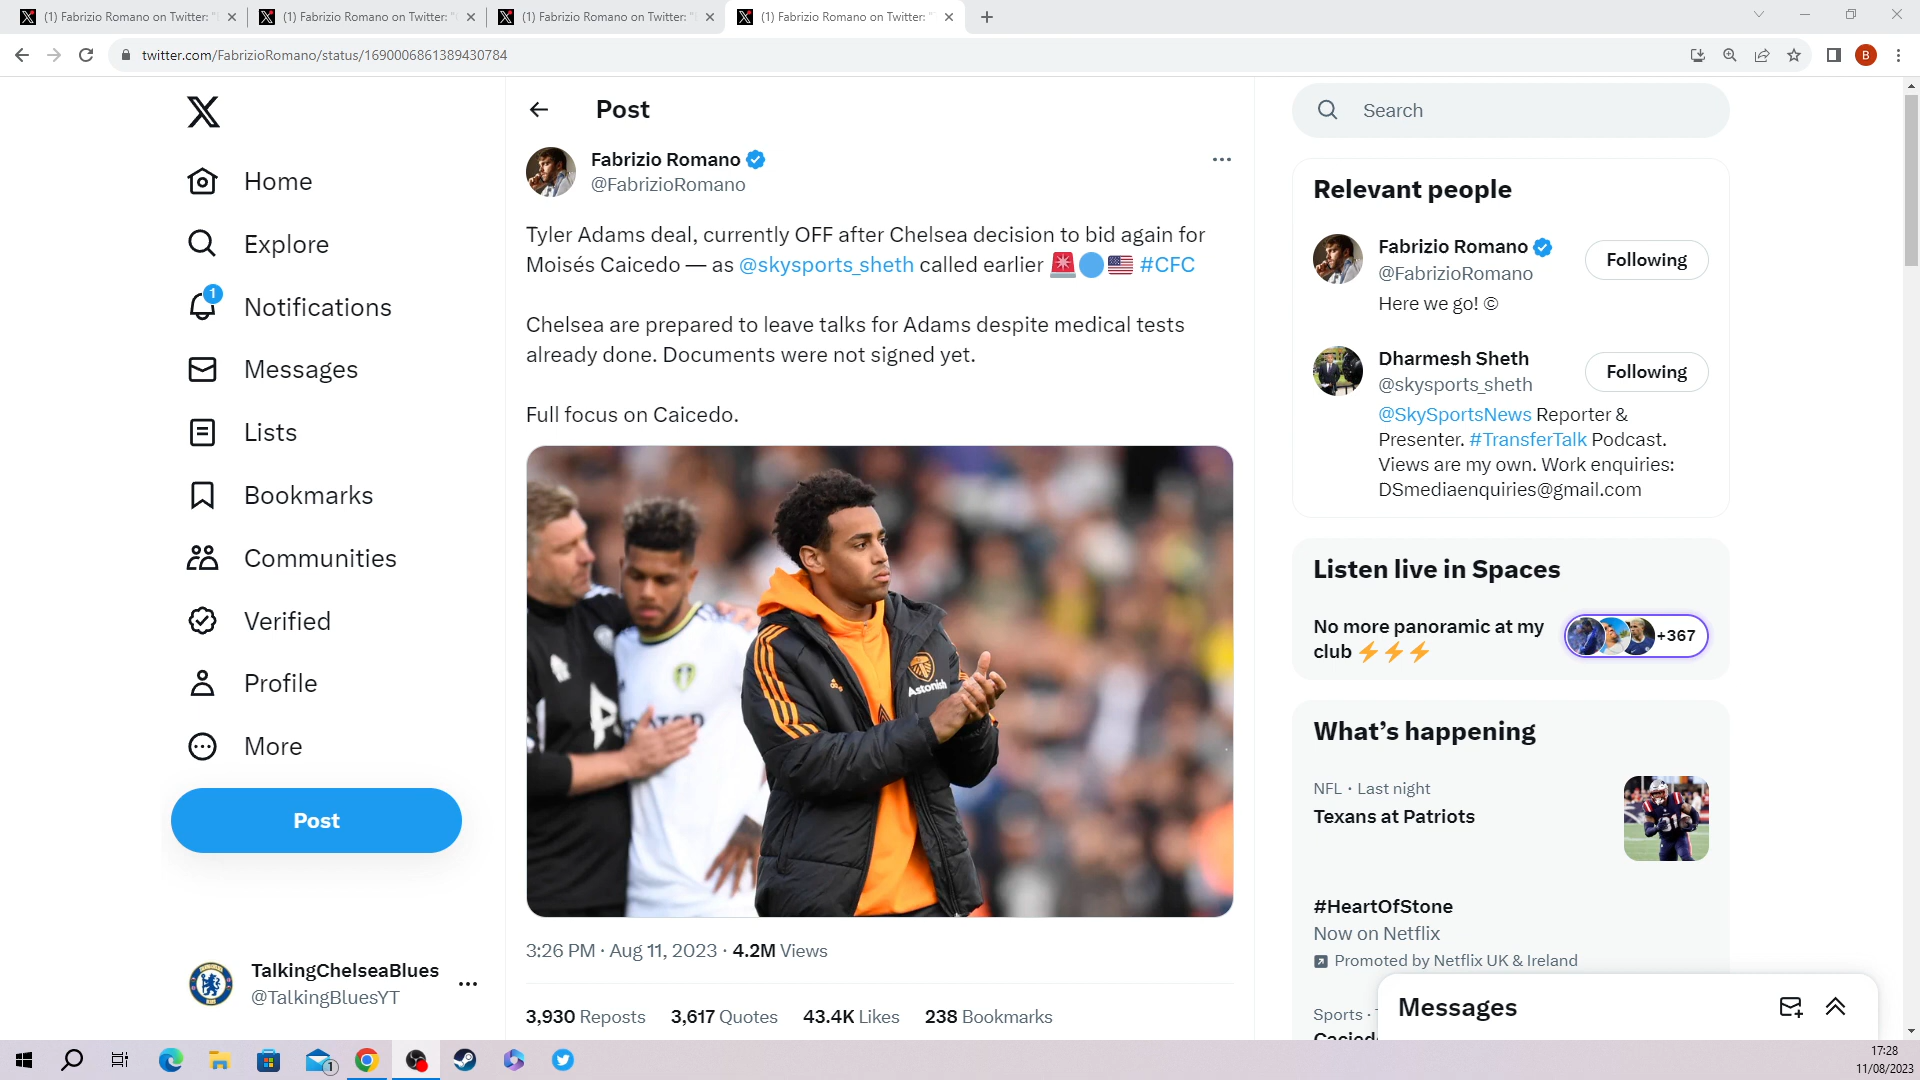 (1) Fabrizio Romano on Twitter: "
(1) Fabrizio Romano on Twitter: "
(1) Fabrizio Romano on Twitter: "
(1) Fabrizio Romano on Twitter: "
twitter.com/FabrizioRomano/status/1690006861389430784
B
Home
Explore
1
Notifications
Messages
Lists
Bookmarks
Communities
Verified
Profile
More
Post
TalkingChelseaBlues
@TalkingBluesYT
Post
Fabrizio Romano
@FabrizioRomano
Tyler Adams deal, currently OFF after Chelsea decision to bid again for
Moisés Caicedo — as @skysports_sheth called earlier 🚨🔵🇺🇸 #CFC
Chelsea are prepared to leave talks for Adams despite medical tests
already done. Documents were not signed yet.
Full focus on Caicedo.
Astonish
3:26 PM · Aug 11, 2023 · 4.2M Views
3,930 Reposts 3,617 Quotes 43.4K Likes 238 Bookmarks
Search
Relevant people
Fabrizio Romano
@FabrizioRomano
Following
Here we go! ©
Dharmesh Sheth
@skysports_sheth
Following
@SkySportsNews Reporter &
Presenter. #TransferTalk Podcast.
Views are my own. Work enquiries:
DSmediaenquiries@gmail.com
Listen live in Spaces
No more panoramic at my
club ⚡⚡⚡
+367
What's happening
NFL · Last night
Texans at Patriots
#HeartOfStone
Now on Netflix
Promoted by Netflix UK & Ireland
Sports ·
Messages
1
17:28
11/08/2023